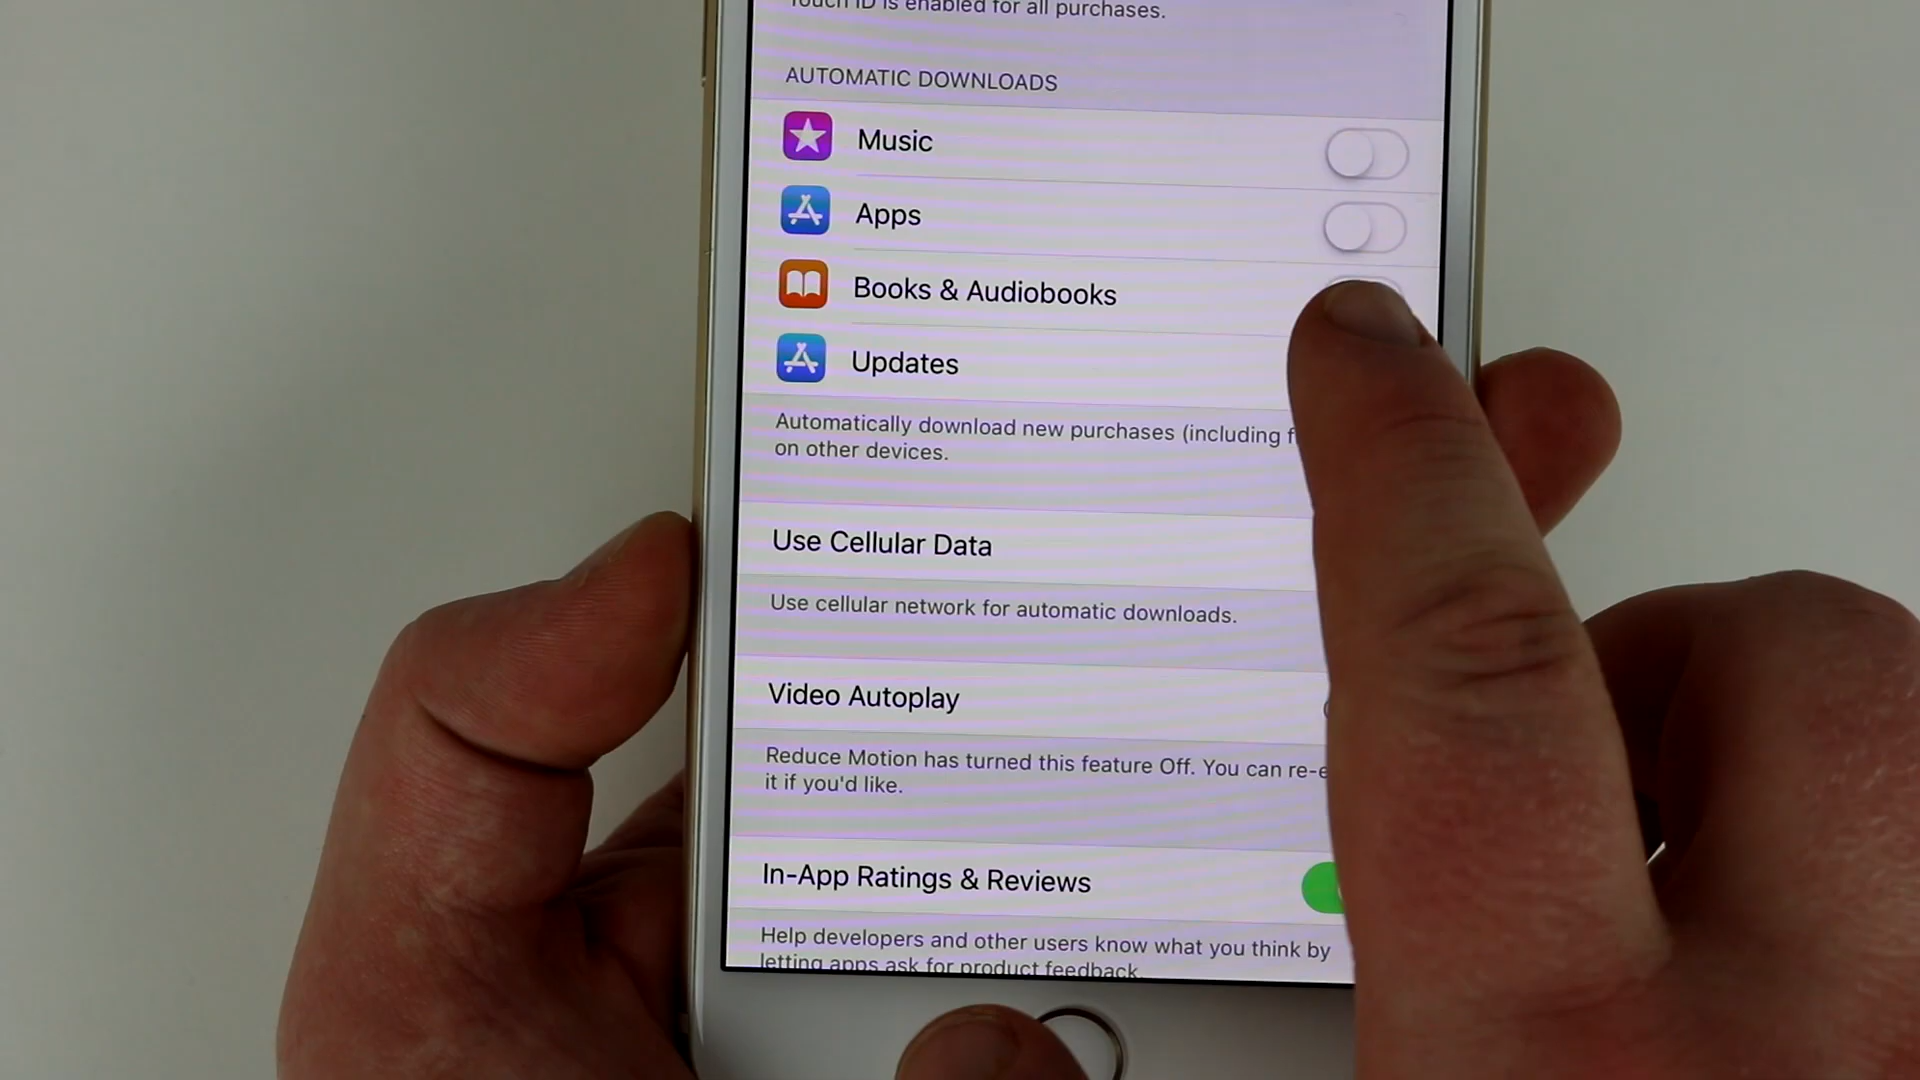 Touch ID is enabled for all purchases.
AUTOMATIC DOWNLOADS
Music
Apps
Books & Audiobooks
Updates
Automatically download new purchases (including
on other devices.
Use Cellular Data
Use cellular network for automatic downloads.
Video Autoplay
Reduce Motion has turned this feature Off. You can re-e
it if you'd like.
In-App Ratings & Reviews
Help developers and other users know what you think by
letting apps ask for product feedback.